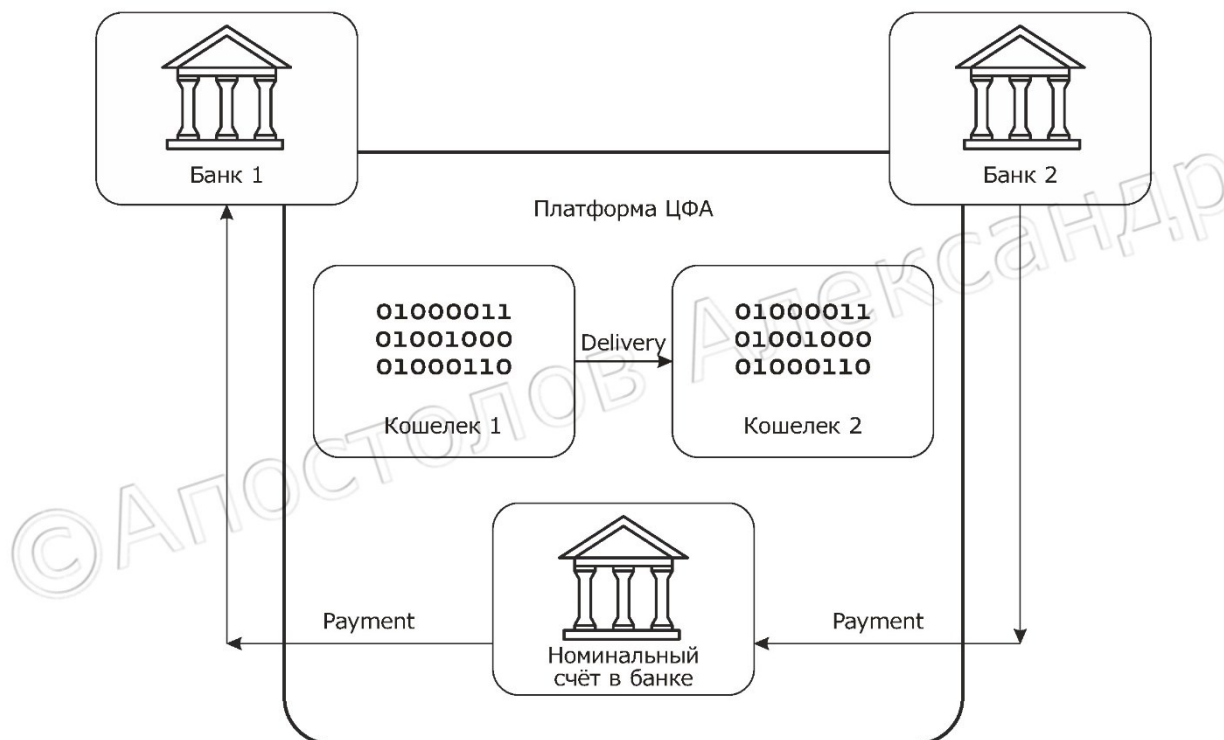 Банк 1
Банк 2
Платформа ЦФА
01000011
01001000
01000110
Кошелек 1
Delivery
01000011
01001000
01000110
Кошелек 2
Payment
Payment
Номинальный
счёт в банке
©Апостолов Александр